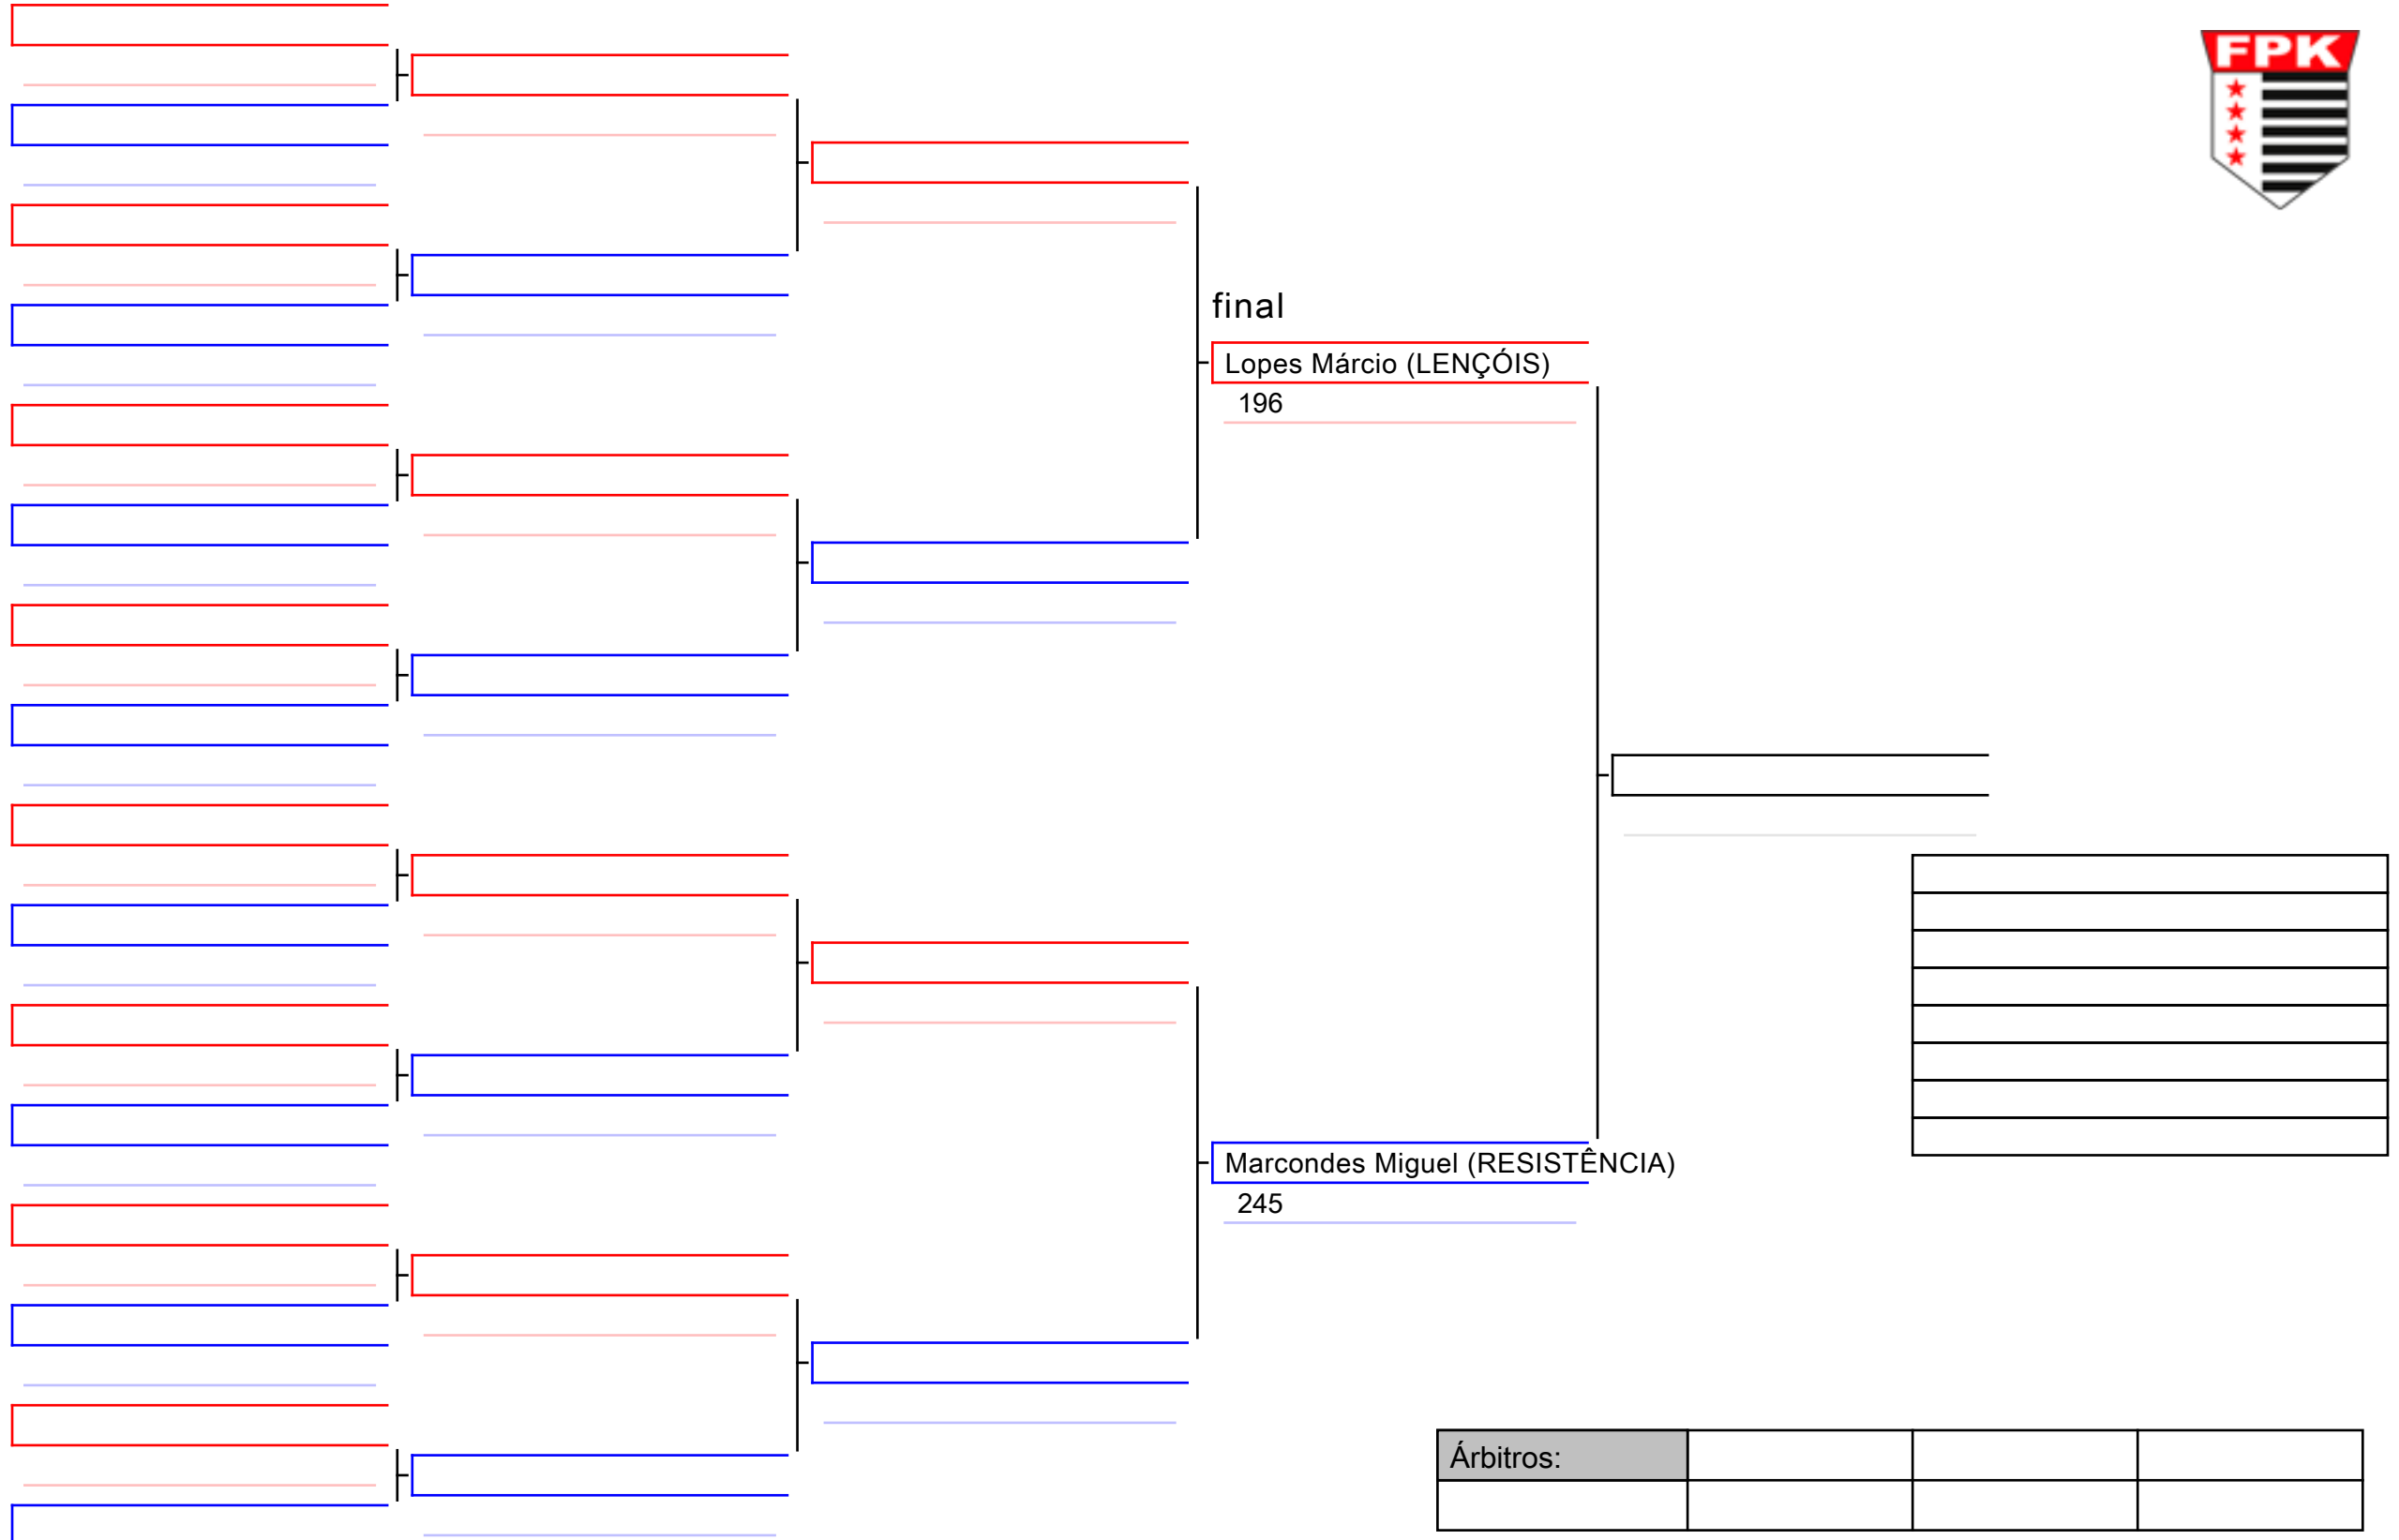 FPK
final
Lopes Márcio (LENÇÓIS)
196
Marcondes Miguel (RESISTÊNCIA)
245
Árbitros: